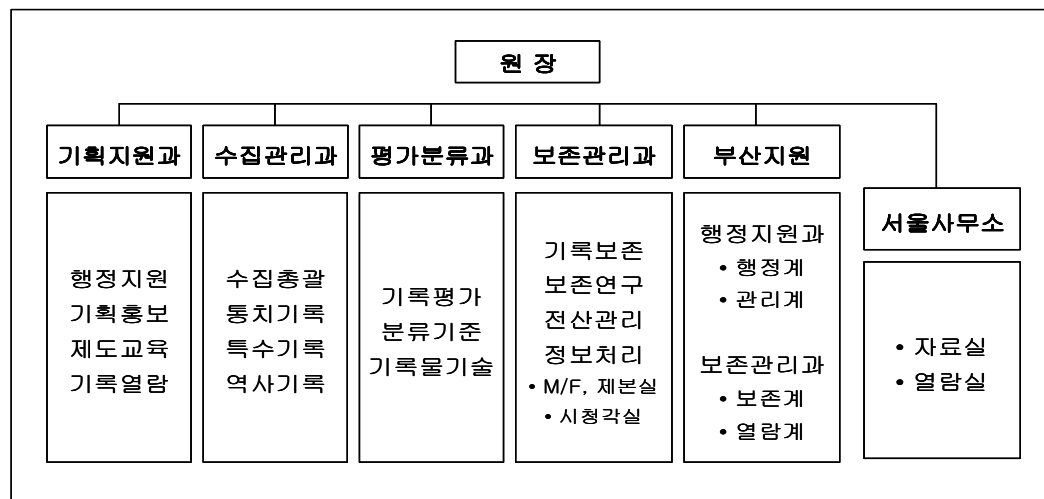 원 장
기획지원과
행정지원
기획홍보
제도교육
기록열람
수집관리과
수집총괄
통치기록
특수기록
역사기록
평가분류과
기록평가
분류기준
기록물기술
보존관리과
기록보존
보존연구
전산관리
정보처리
• M/F, 제본실
• 시청각실
부산지원
행정지원과
• 행정계
• 관리계
보존관리과
• 보존계
• 열람계
서울사무소
• 자료실
• 열람실